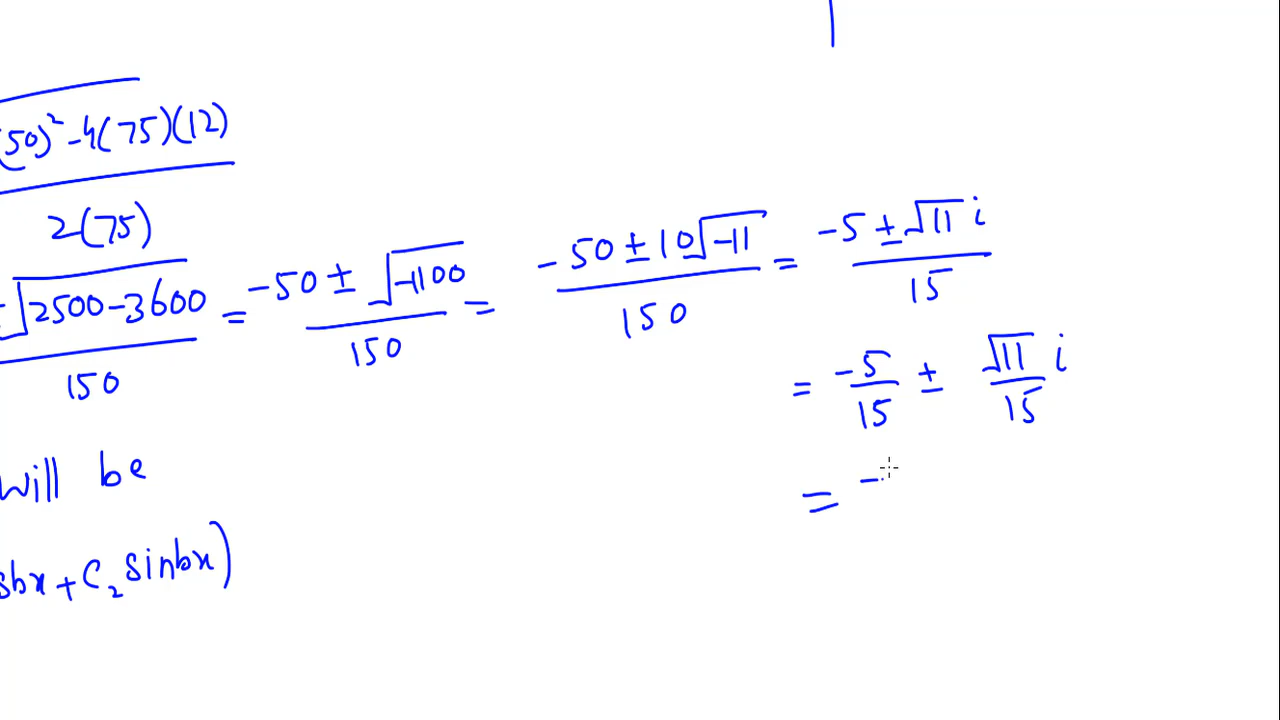 (50)² - 4(75)(12)
2(75)
√2500-3600 / 150 = -50 ± √-1100 / 150 = -50 ± 10√-11 / 150 = -5 ± √11 i / 15
= -5/15 ± √11/15 i
= -
will be
sbx + C₂ sinbx)